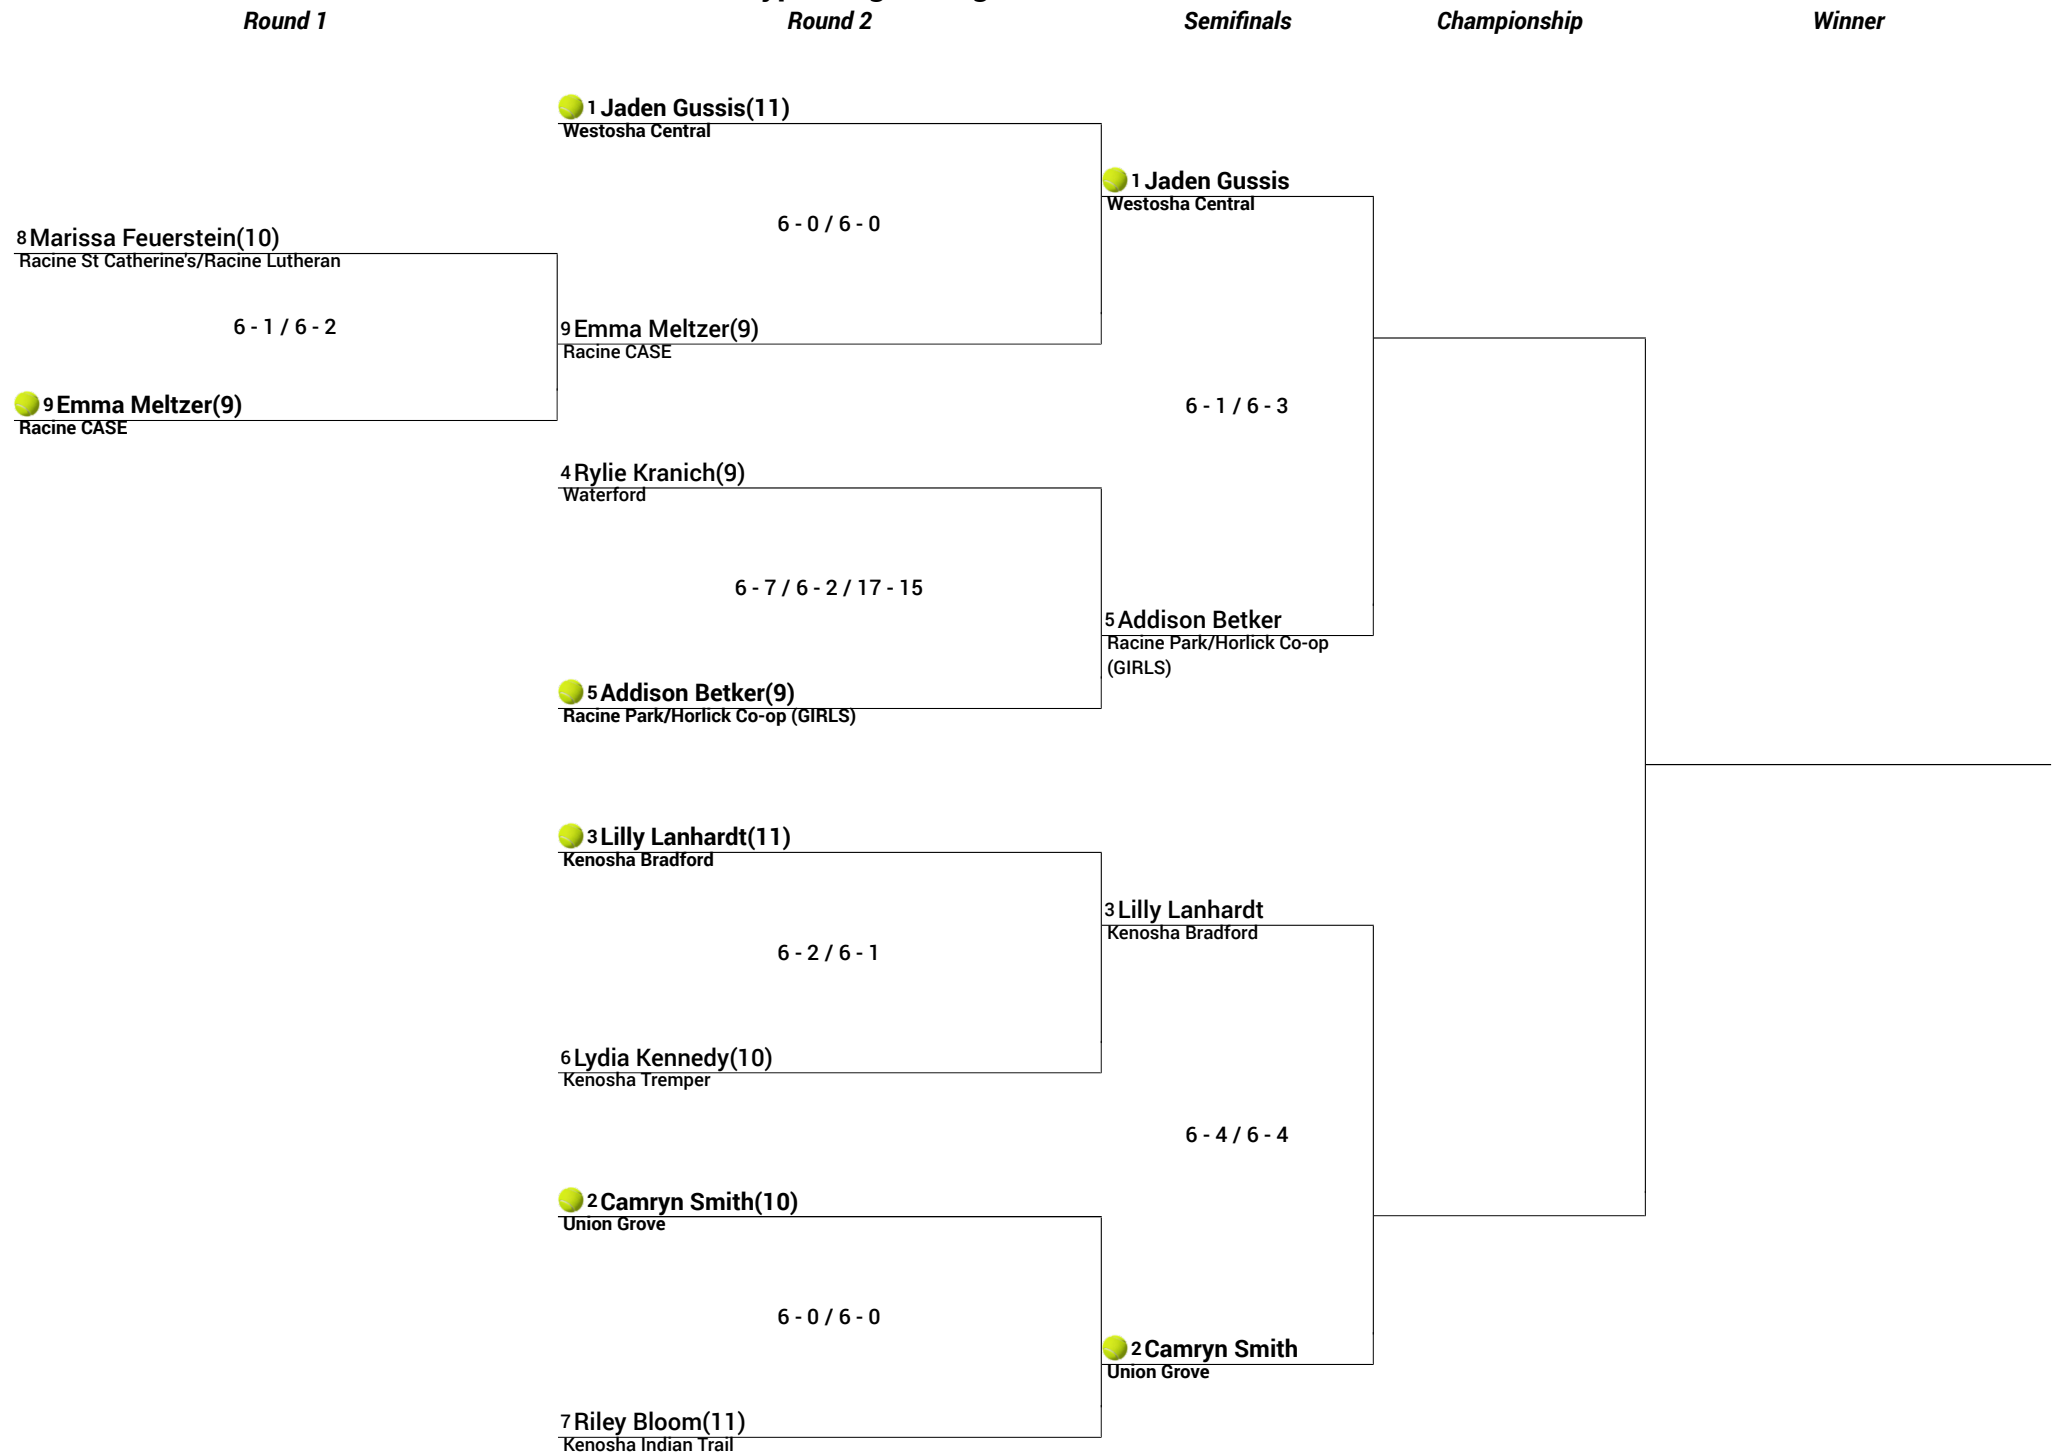 Round 1
Round 2
Semifinals
Championship
Winner
1 Jaden Gussis(11)
Westosha Central
6 - 0 / 6 - 0
8 Marissa Feuerstein(10)
Racine St Catherine's/Racine Lutheran
6 - 1 / 6 - 2
9 Emma Meltzer(9)
Racine CASE
9 Emma Meltzer(9)
Racine CASE
1 Jaden Gussis
Westosha Central
6 - 1 / 6 - 3
4 Rylie Kranich(9)
Waterford
6 - 7 / 6 - 2 / 17 - 15
5 Addison Betker(9)
Racine Park/Horlick Co-op (GIRLS)
5 Addison Betker
Racine Park/Horlick Co-op
(GIRLS)
3 Lilly Lanhardt(11)
Kenosha Bradford
6 - 2 / 6 - 1
6 Lydia Kennedy(10)
Kenosha Tremper
3 Lilly Lanhardt
Kenosha Bradford
6 - 4 / 6 - 4
2 Camryn Smith(10)
Union Grove
6 - 0 / 6 - 0
7 Riley Bloom(11)
Kenosha Indian Trail
2 Camryn Smith
Union Grove